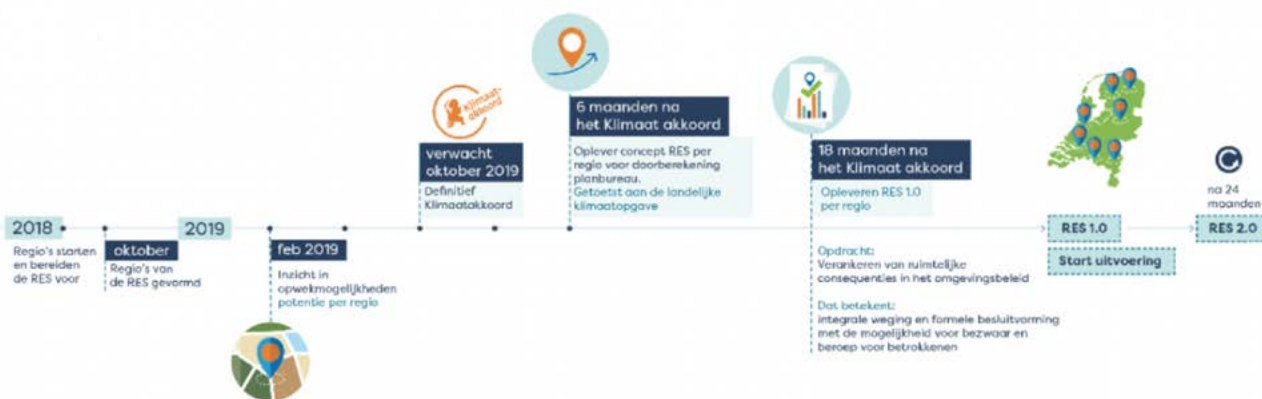 2018
Regio's starten
en bereiden
de RES voor
oktober
Regio's van
de RES gevormd
2019
feb 2019
Inzicht in
opwekmogelijkheden
potentie per regio
Klimaat-
akkoord
verwacht
oktober 2019
Definitief
Klimaatakkoord
6 maanden na
het Klimaat akkoord
Oplever concept RES per
regio voor doorberekening
planbureau.
Getoetst aan de landelijke
klimaatopgave
18 maanden na
het Klimaat akkoord
Opleveren RES 1.0
per regio
Opdracht:
Verankeren van ruimtelijke
consequenties in het omgevingsbeleid
Dat betekent:
integrale weging en formele besluitvorming
met de mogelijkheid voor bezwaar en
beroep voor betrokkenen
RES 1.0
Start uitvoering
na 24
maanden
RES 2.0